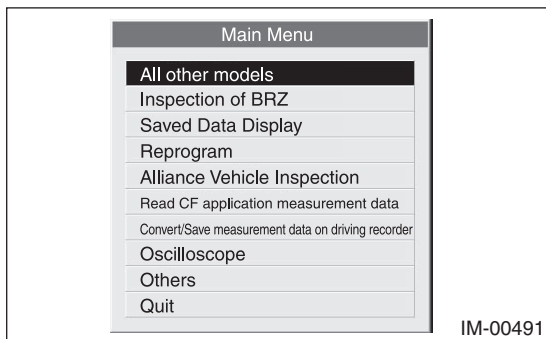 Main Menu
All other models
Inspection of BRZ
Saved Data Display
Reprogram
Alliance Vehicle Inspection
Read CF application measurement data
Convert/Save measurement data on driving recorder
Oscilloscope
Others
Quit
IM-00491